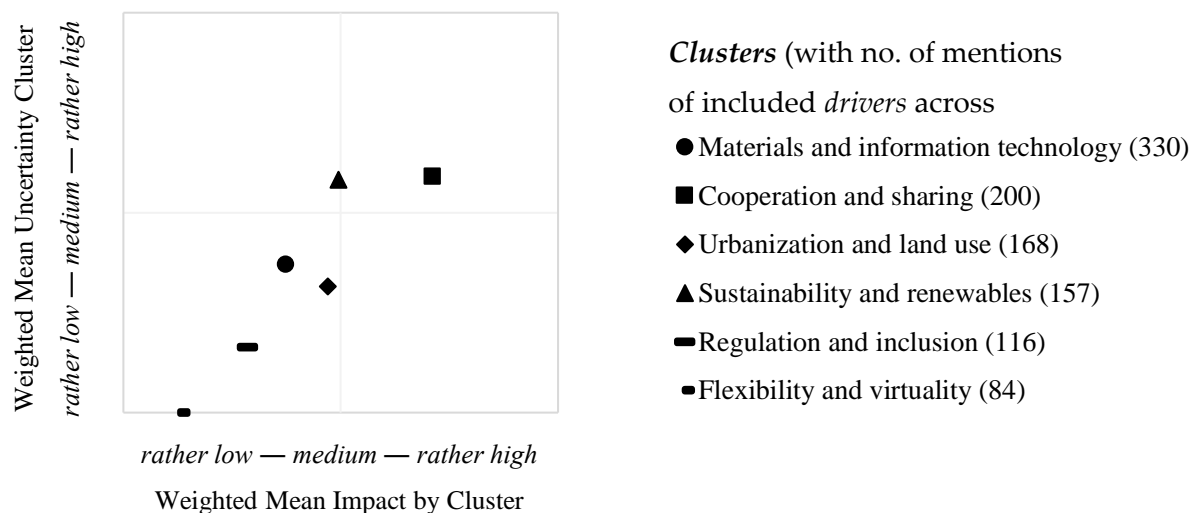 Weighted Mean Uncertainty Cluster
rather low — medium — rather high
Clusters (with no. of mentions
of included drivers across
Materials and information technology (330)
Cooperation and sharing (200)
Urbanization and land use (168)
Sustainability and renewables (157)
Regulation and inclusion (116)
Flexibility and virtuality (84)
rather low — medium — rather high
Weighted Mean Impact by Cluster